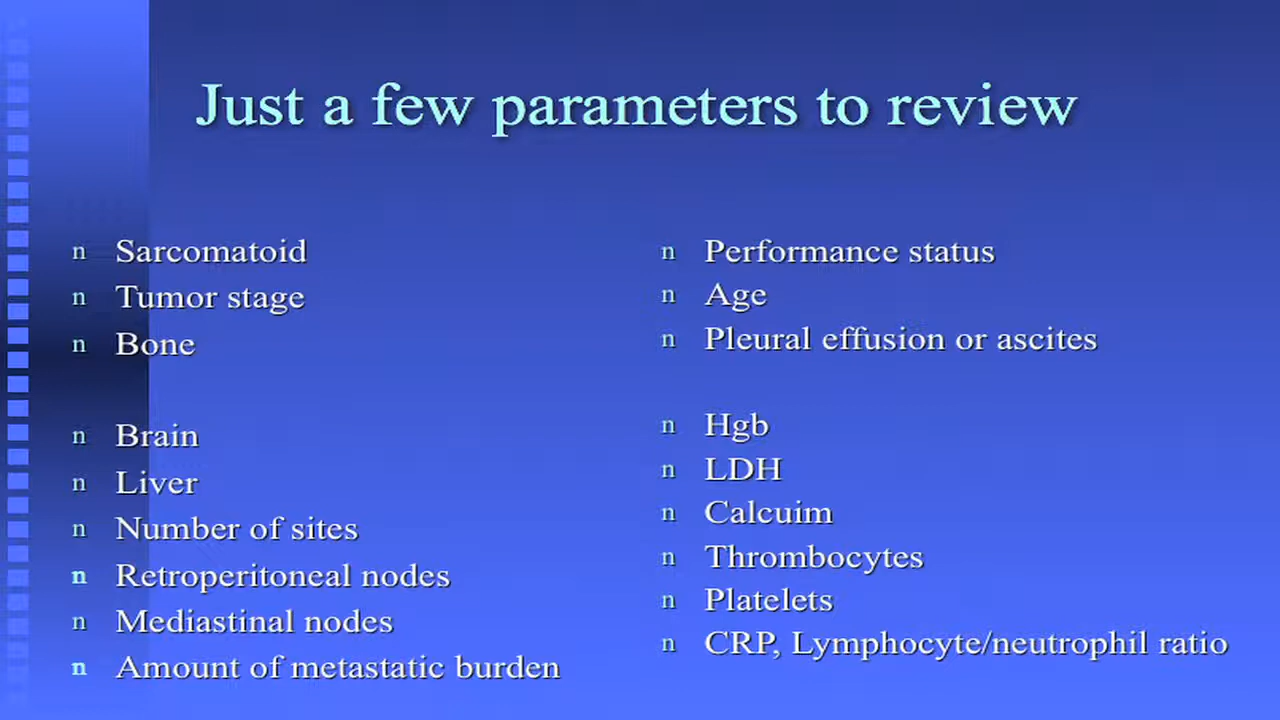 Just a few parameters to review
n Sarcomatoid
n Tumor stage
n Bone
n Brain
n Liver
n Number of sites
n Retroperitoneal nodes
n Mediastinal nodes
n Amount of metastatic burden
n Performance status
n Age
n Pleural effusion or ascites
n Hgb
n LDH
n Calcuim
n Thrombocytes
n Platelets
n CRP, Lymphocyte/neutrophil ratio